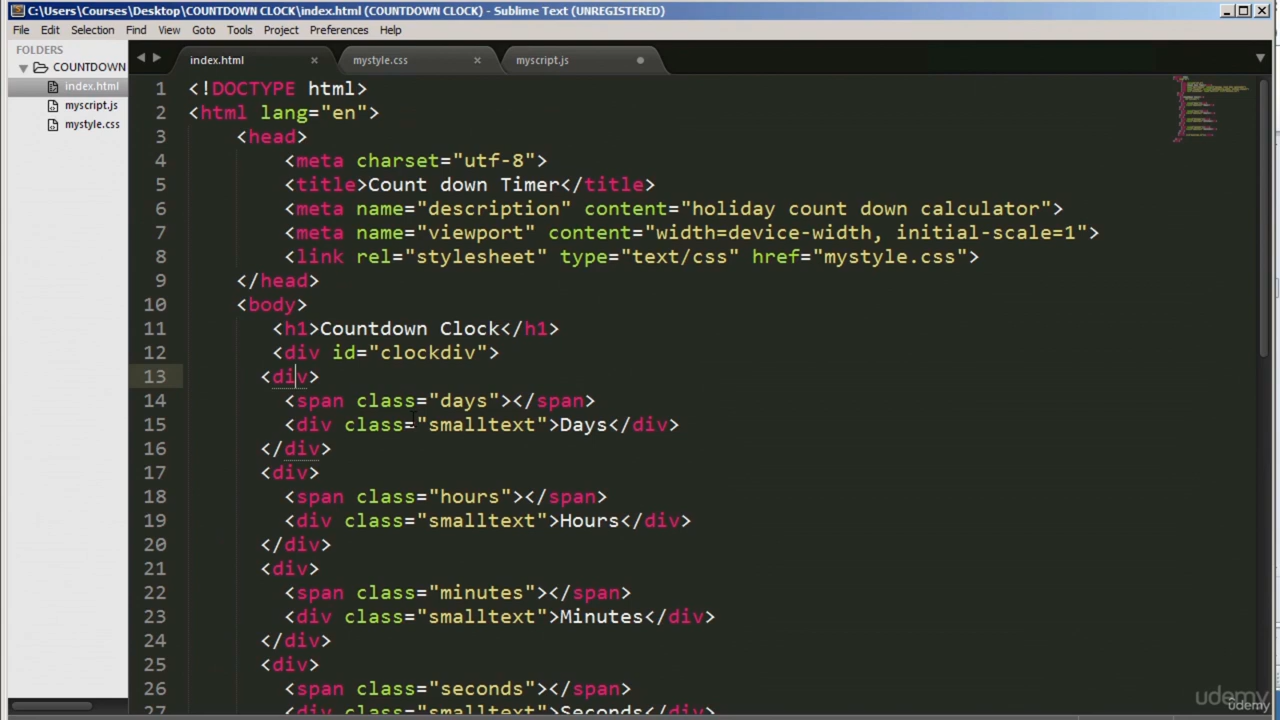 C:\Users\Courses\Desktop\COUNTDOWN CLOCK\index.html (COUNTDOWN CLOCK) - Sublime Text (UNREGISTERED)
File Edit Selection Find View Goto Tools Project Preferences Help
FOLDERS
COUNTDOWN
index.html
myscript.js
mystyle.css
index.html mystyle.css myscript.js
1 <!DOCTYPE html>
2 <html lang="en">
3 <head>
4 <meta charset="utf-8">
5 <title>Count down Timer</title>
6 <meta name="description" content="holiday count down calculator">
7 <meta name="viewport" content="width=device-width, initial-scale=1">
8 <link rel="stylesheet" type="text/css" href="mystyle.css">
9 </head>
10 <body>
11 <h1>Countdown Clock</h1>
12 <div id="clockdiv">
13 <div>
14 <span class="days"></span>
15 <div class="smalltext">Days</div>
16 </div>
17 <div>
18 <span class="hours"></span>
19 <div class="smalltext">Hours</div>
20 </div>
21 <div>
22 <span class="minutes"></span>
23 <div class="smalltext">Minutes</div>
24 </div>
25 <div>
26 <span class="seconds"></span>
27 <div class="smalltext">Seconds</div>
udemy
udemy